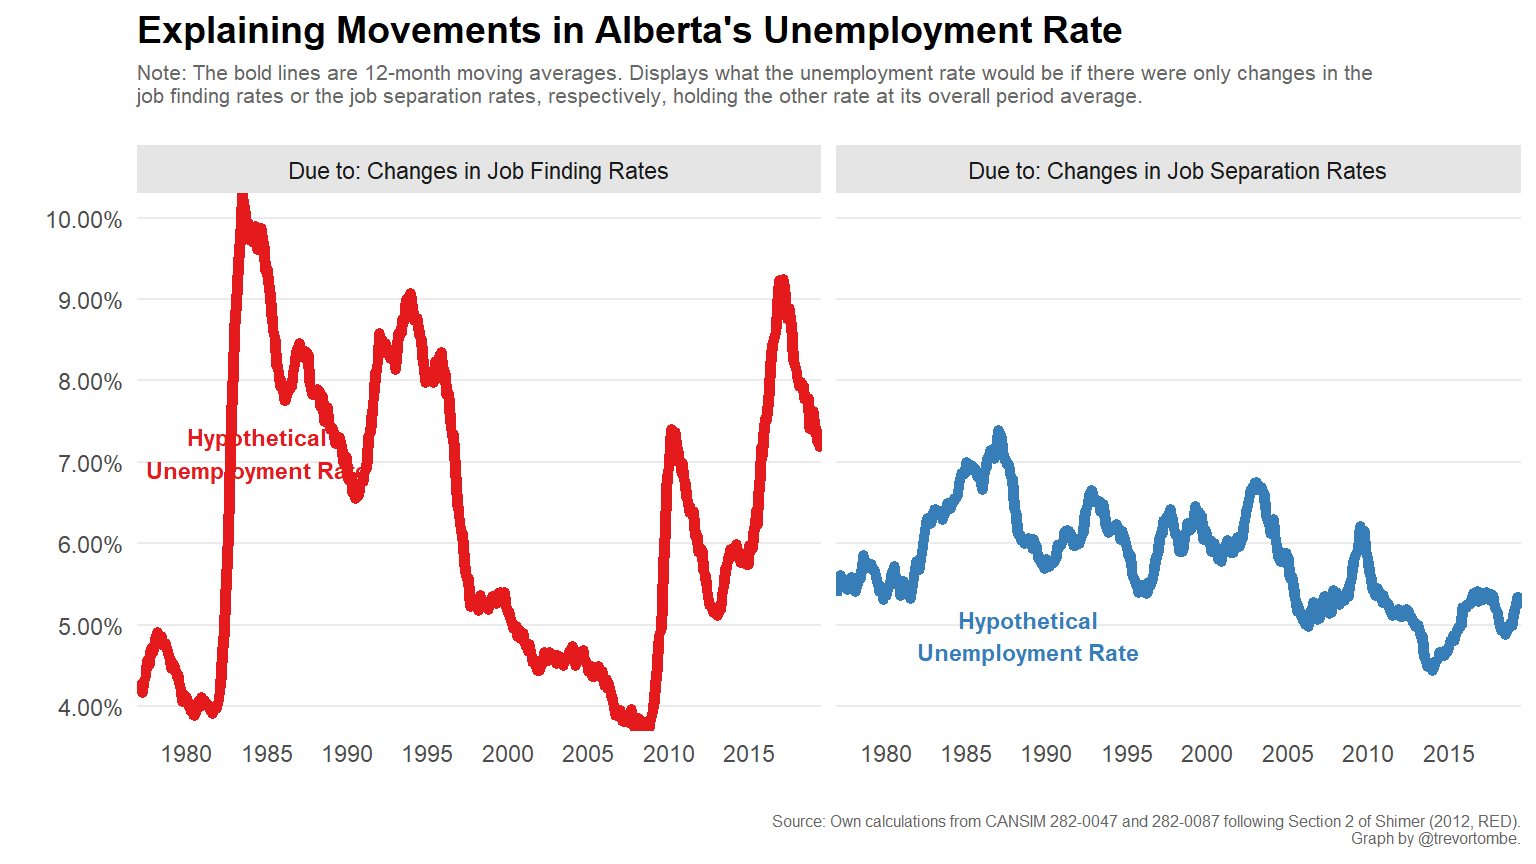 Explaining Movements in Alberta's Unemployment Rate
Note: The bold lines are 12-month moving averages. Displays what the unemployment rate would be if there were only changes in the
job finding rates or the job separation rates, respectively, holding the other rate at its overall period average.
Due to: Changes in Job Finding Rates
Due to: Changes in Job Separation Rates
10.00%
9.00%
8.00%
7.00%
6.00%
5.00%
4.00%
Hypothetical
Unemployment Rate
Hypothetical
Unemployment Rate
1980 1985 1990 1995 2000 2005 2010 2015
1980 1985 1990 1995 2000 2005 2010 2015
Source: Own calculations from CANSIM 282-0047 and 282-0087 following Section 2 of Shimer (2012, RED).
Graph by @trevortombe.